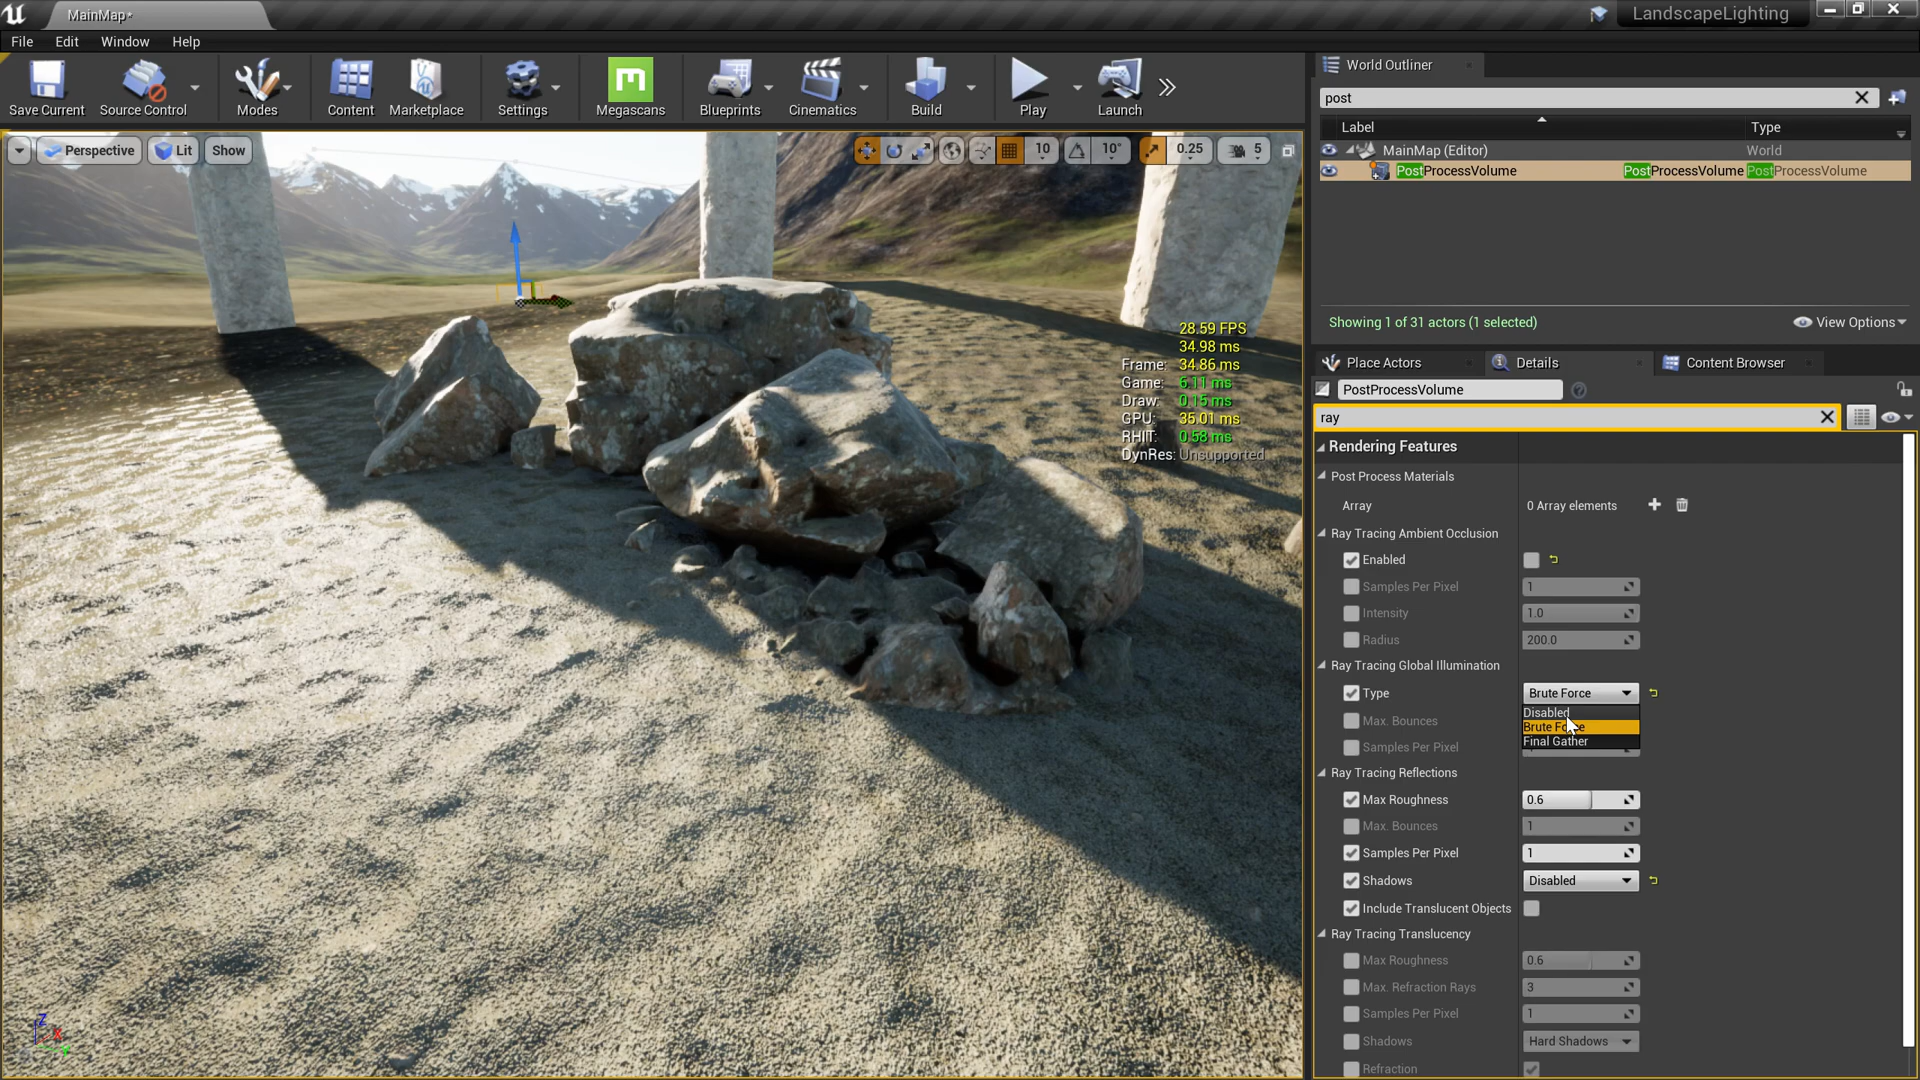 MainMap*
LandscapeLighting
File Edit Window Help
Save Current Source Control Modes Content Marketplace Settings Megascans Blueprints Cinematics Build Play Launch
Perspective Lit Show 10 10° 0.25 5
28.59 FPS
34.98 ms
Frame: 34.86 ms
Game: 6.11 ms
Draw: 0.15 ms
GPU: 35.01 ms
RHIT: 0.58 ms
DynRes: Unsupported
Z
X
Y
World Outliner
post
Label Type
MainMap (Editor) World
PostProcessVolume PostProcessVolume PostProcessVolume
Showing 1 of 31 actors (1 selected) View Options
Place Actors Details Content Browser
PostProcessVolume
ray
Rendering Features
Post Process Materials
Array 0 Array elements
Ray Tracing Ambient Occlusion
Enabled
Samples Per Pixel 1
Intensity 1.0
Radius 200.0
Ray Tracing Global Illumination
Type Brute Force
Disabled
Max. Bounces
Brute Force
Final Gather
Samples Per Pixel
Ray Tracing Reflections
Max Roughness 0.6
Max. Bounces 1
Samples Per Pixel 1
Shadows Disabled
Include Translucent Objects
Ray Tracing Translucency
Max Roughness 0.6
Max. Refraction Rays 3
Samples Per Pixel 1
Shadows Hard Shadows
Refraction